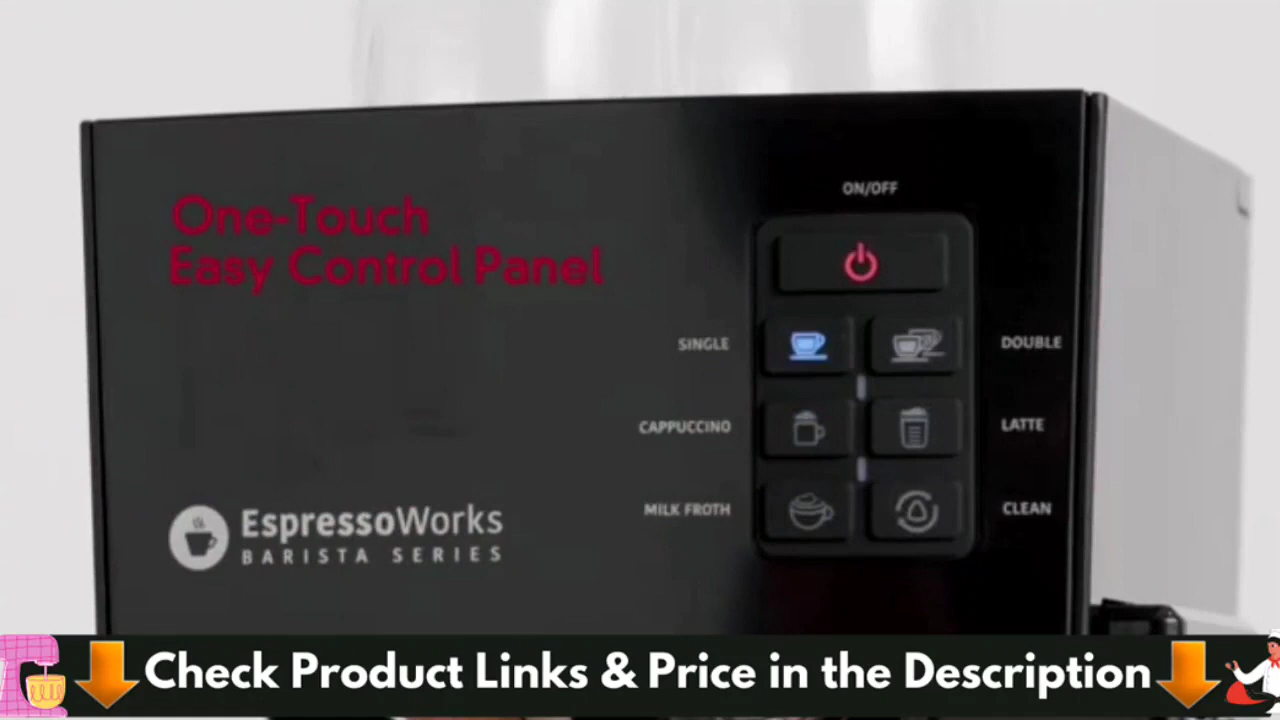 One-Touch
Easy Control Panel
ON/OFF
SINGLE
DOUBLE
CAPPUCCINO
LATTE
MILK FROTH
CLEAN
EspressoWorks
BARISTA SERIES
Check Product Links & Price in the Description